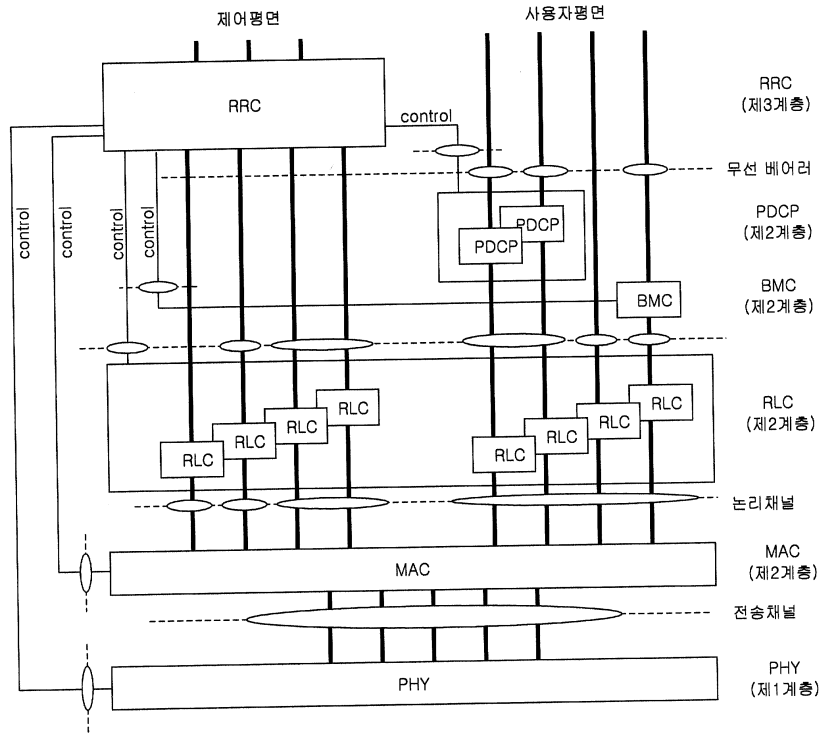 제어평면
사용자평면
RRC
control
RRC
(제3계층)
무선 베어러
control
control
control
control
PDCP
PDCP
PDCP
(제2계층)
BMC
BMC
(제2계층)
RLC
RLC
RLC
RLC
RLC
RLC
RLC
RLC
RLC
(제2계층)
논리채널
MAC
MAC
(제2계층)
전송채널
PHY
PHY
(제1계층)